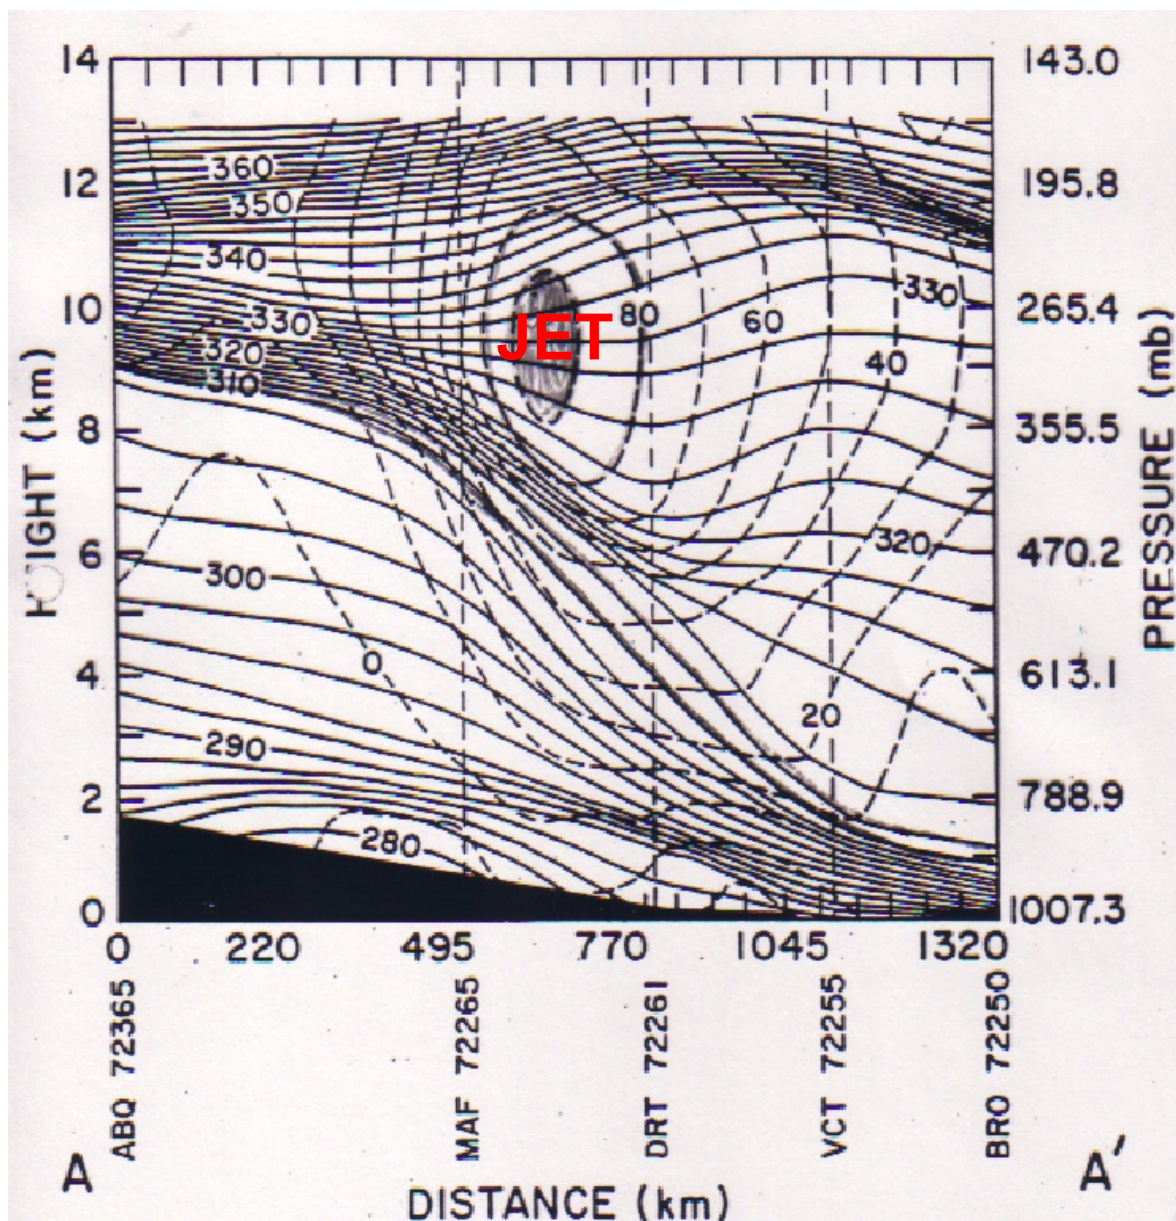 14
143.0
360
12
195.8
350
340
10
330
330
265.4
JET
80
60
320
40
310
8
355.5
320
6
470.2
300
4
0
613.1
20
290
2
788.9
280
0
1007.3
HEIGHT (km)
PRESSURE (mb)
0 220 495 770 1045 1320
ABQ 72365
MAF 72265
DRT 72261
VCT 72255
BRO 72250
A
A′
DISTANCE (km)